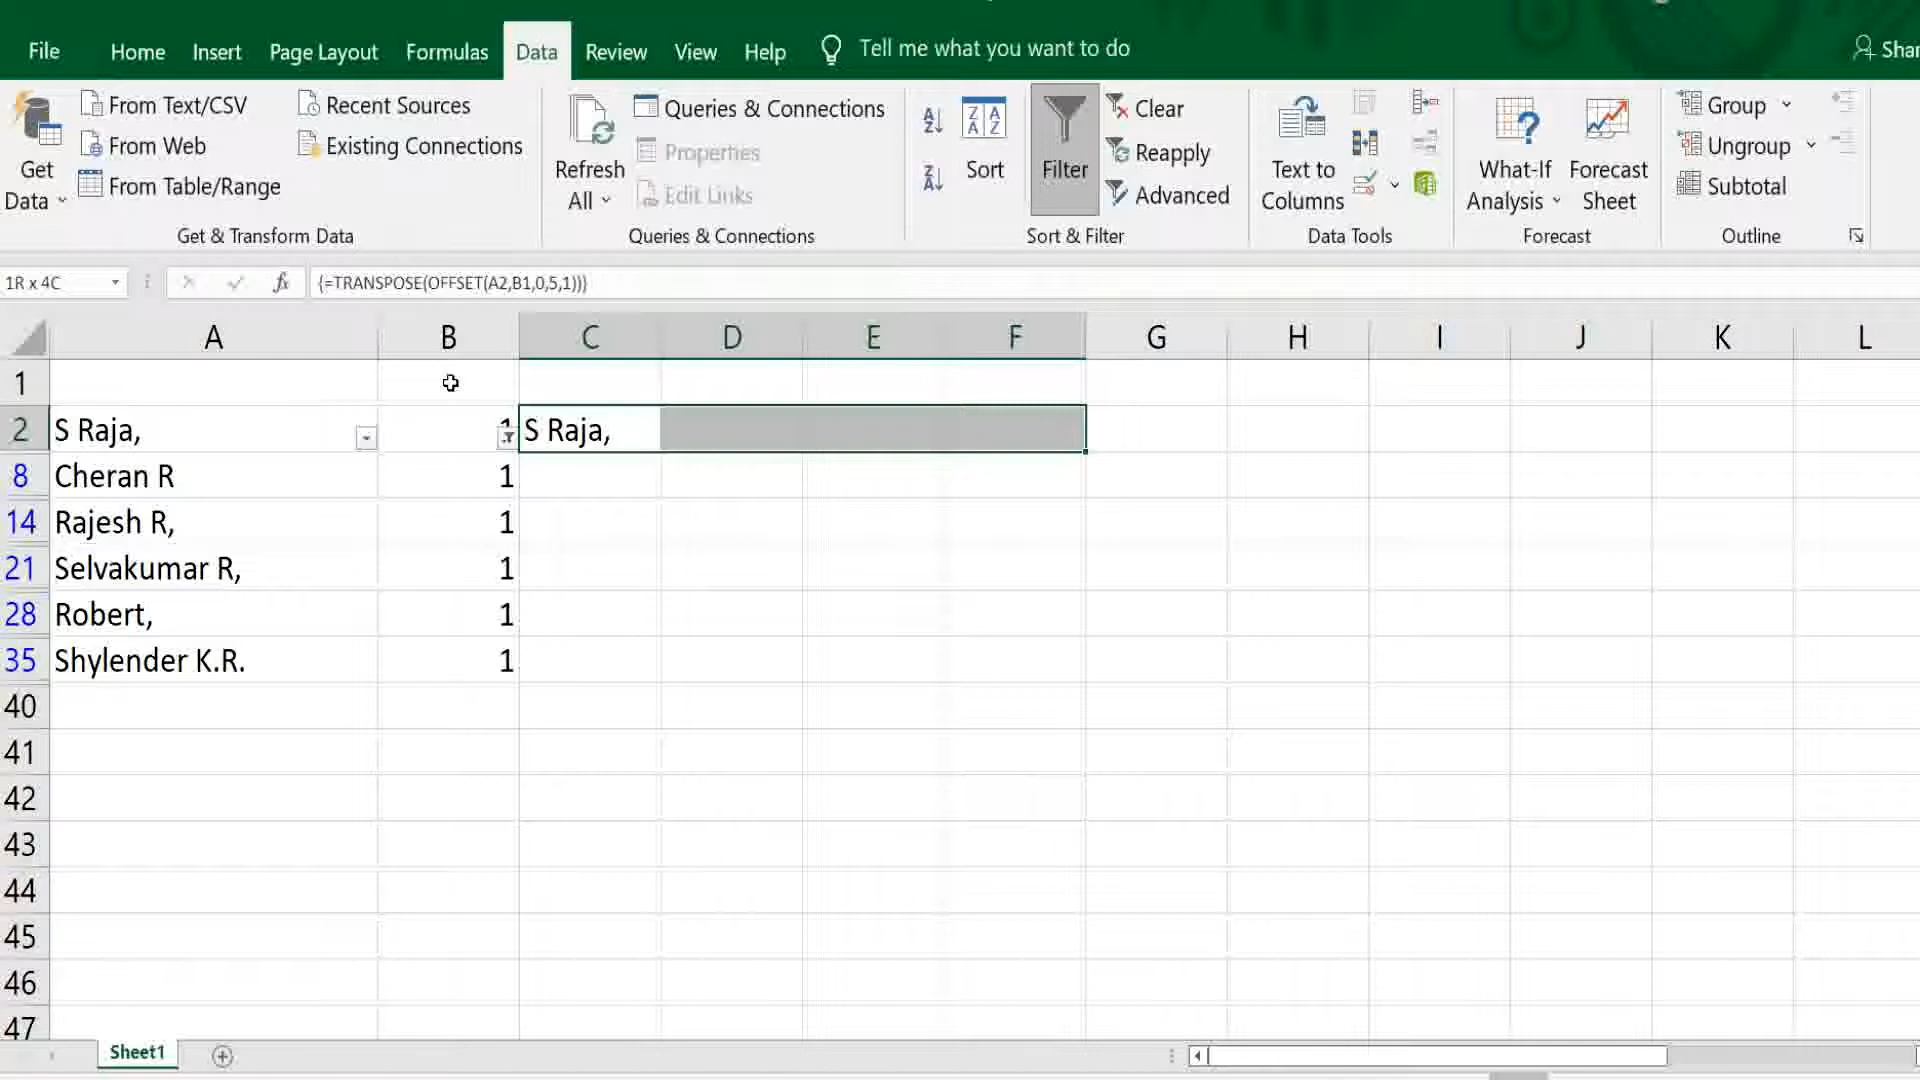 File Home Insert Page Layout Formulas Data Review View Help Tell me what you want to do
Get Data
From Text/CSV
From Web
From Table/Range
Recent Sources
Existing Connections
Get & Transform Data
Refresh All
Queries & Connections
Properties
Edit Links
Queries & Connections
Sort
Filter
Clear
Reapply
Advanced
Sort & Filter
Text to Columns
Data Tools
What-If Analysis
Forecast Sheet
Forecast
Group
Ungroup
Subtotal
Outline
1R x 4C fx {=TRANSPOSE(OFFSET(A2,B1,0,5,1))}
A B C D E F G H I J K L
1
2 S Raja, 1 S Raja,
8 Cheran R 1
14 Rajesh R, 1
21 Selvakumar R, 1
28 Robert, 1
35 Shylender K.R. 1
40
41
42
43
44
45
46
47
Sheet1